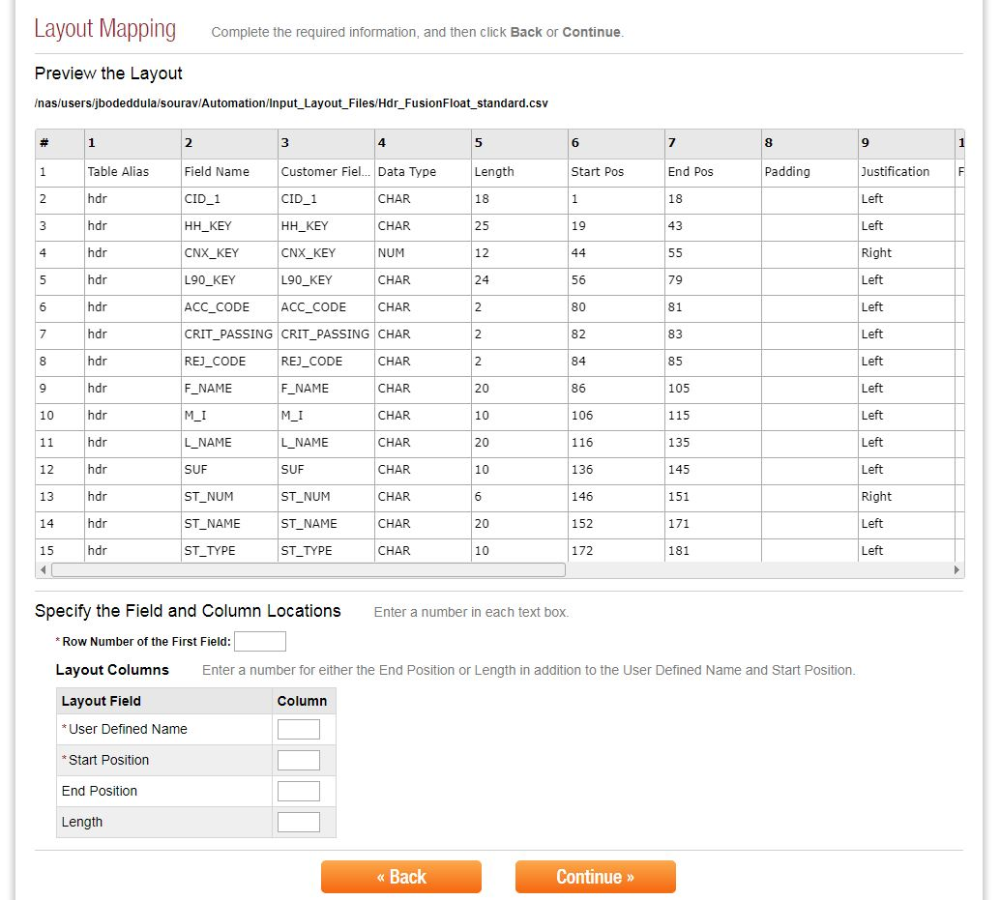 Layout Mapping Complete the required information, and then click Back or Continue.
Preview the Layout
/nas/users/jbodeddula/sourav/Automation/Input_Layout_Files/Hdr_FusionFloat_standard.csv
# 1 2 3 4 5 6 7 8 9 1
1 Table Alias Field Name Customer Fiel... Data Type Length Start Pos End Pos Padding Justification F
2 hdr CID_1 CID_1 CHAR 18 1 18 Left
3 hdr HH_KEY HH_KEY CHAR 25 19 43 Left
4 hdr CNX_KEY CNX_KEY NUM 12 44 55 Right
5 hdr L90_KEY L90_KEY CHAR 24 56 79 Left
6 hdr ACC_CODE ACC_CODE CHAR 2 80 81 Left
7 hdr CRIT_PASSING CRIT_PASSING CHAR 2 82 83 Left
8 hdr REJ_CODE REJ_CODE CHAR 2 84 85 Left
9 hdr F_NAME F_NAME CHAR 20 86 105 Left
10 hdr M_I M_I CHAR 10 106 115 Left
11 hdr L_NAME L_NAME CHAR 20 116 135 Left
12 hdr SUF SUF CHAR 10 136 145 Left
13 hdr ST_NUM ST_NUM CHAR 6 146 151 Right
14 hdr ST_NAME ST_NAME CHAR 20 152 171 Left
15 hdr ST_TYPE ST_TYPE CHAR 10 172 181 Left
Specify the Field and Column Locations Enter a number in each text box.
* Row Number of the First Field:
Layout Columns Enter a number for either the End Position or Length in addition to the User Defined Name and Start Position.
Layout Field Column
* User Defined Name
* Start Position
End Position
Length
« Back Continue »